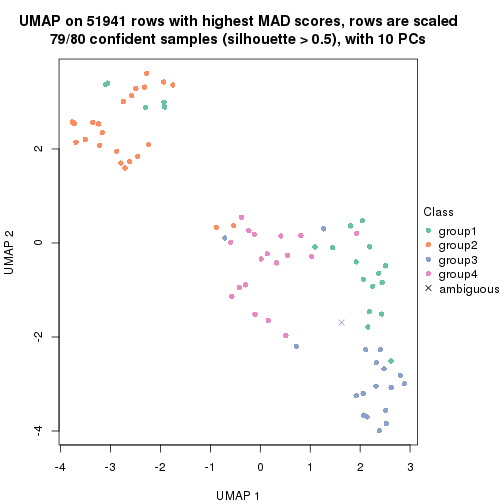 UMAP on 51941 rows with highest MAD scores, rows are scaled
79/80 confident samples (silhouette > 0.5), with 10 PCs
Class
group1
group2
group3
group4
ambiguous
UMAP 2
2
0
-2
-4
-4 -3 -2 -1 0 1 2 3
UMAP 1